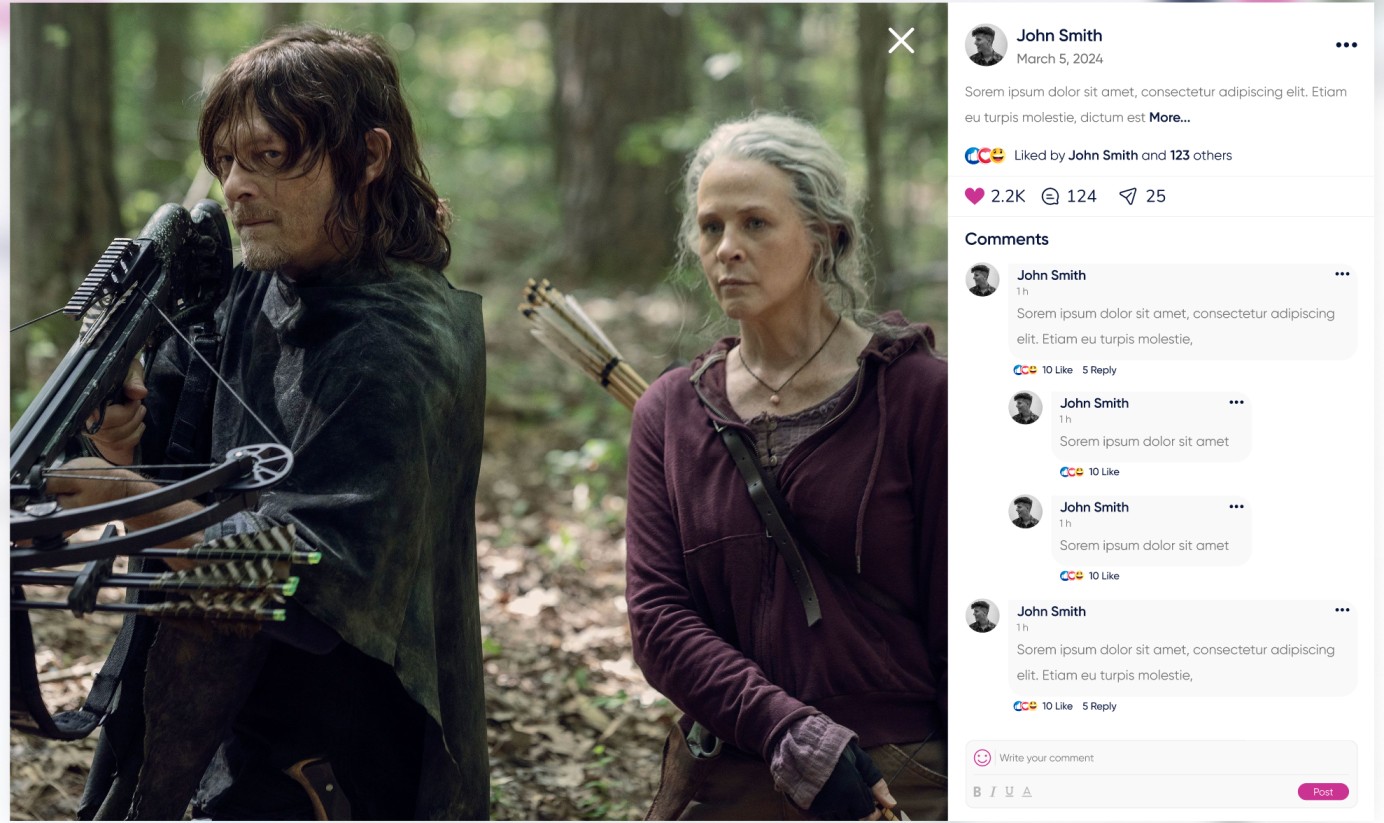 John Smith
March 5, 2024
Sorem ipsum dolor sit amet, consectetur adipiscing elit. Etiam
eu turpis molestie, dictum est More...
Liked by John Smith and 123 others
2.2K 124 25
Comments
John Smith
1 h
Sorem ipsum dolor sit amet, consectetur adipiscing
elit. Etiam eu turpis molestie,
10 Like 5 Reply
John Smith
1 h
Sorem ipsum dolor sit amet
10 Like
John Smith
1 h
Sorem ipsum dolor sit amet
10 Like
John Smith
1 h
Sorem ipsum dolor sit amet, consectetur adipiscing
elit. Etiam eu turpis molestie,
10 Like 5 Reply
Write your comment
B I U A
Post